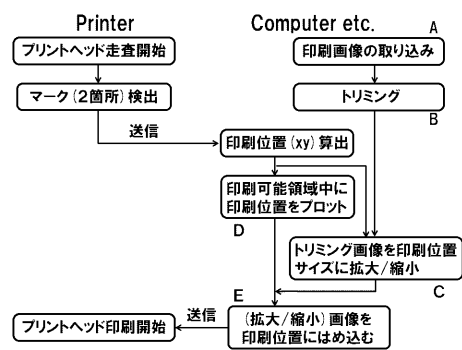 Printer
Computer etc.
A
プリントヘッド走査開始
印刷画像の取り込み
マーク(2箇所)検出
トリミング
B
送信
印刷位置(xy)算出
印刷可能領域中に
印刷位置をプロット
D
トリミング画像を印刷位置
サイズに拡大/縮小
C
E
送信
プリントヘッド印刷開始
(拡大/縮小)画像を
印刷位置にはめ込む